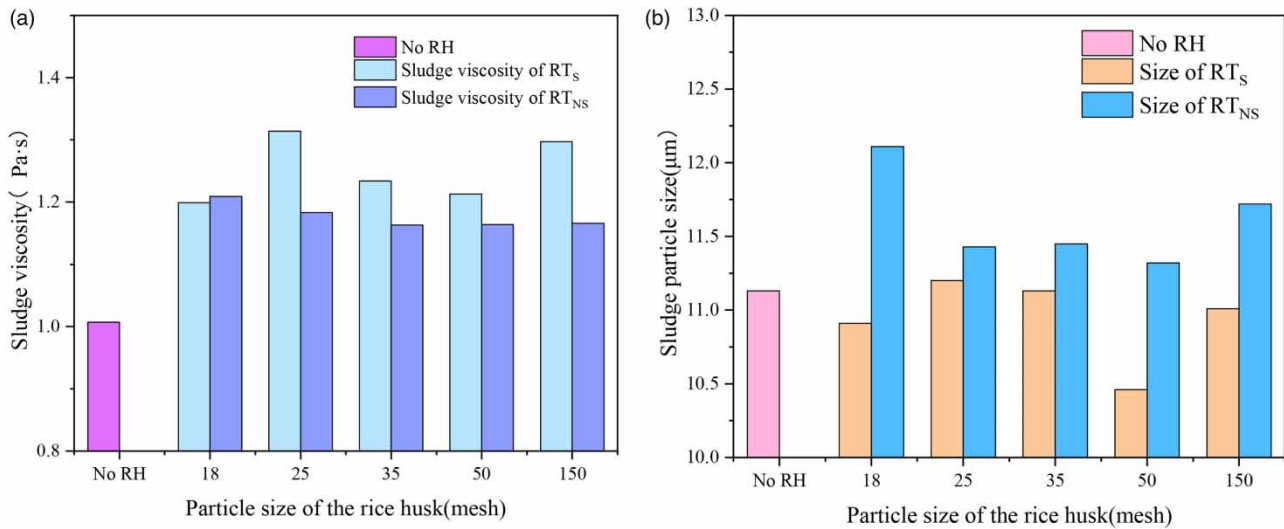 (a)
1.4
1.2
1.0
0.8
Sludge viscosity（ Pa·s）
No RH
Sludge viscosity of RTS
Sludge viscosity of RTNS
No RH 18 25 35 50 150
Particle size of the rice husk(mesh)
(b)
13.0
12.5
12.0
11.5
11.0
10.5
10.0
Sludge particle size(μm)
No RH
Size of RTS
Size of RTNS
No RH 18 25 35 50 150
Particle size of the rice husk(mesh)